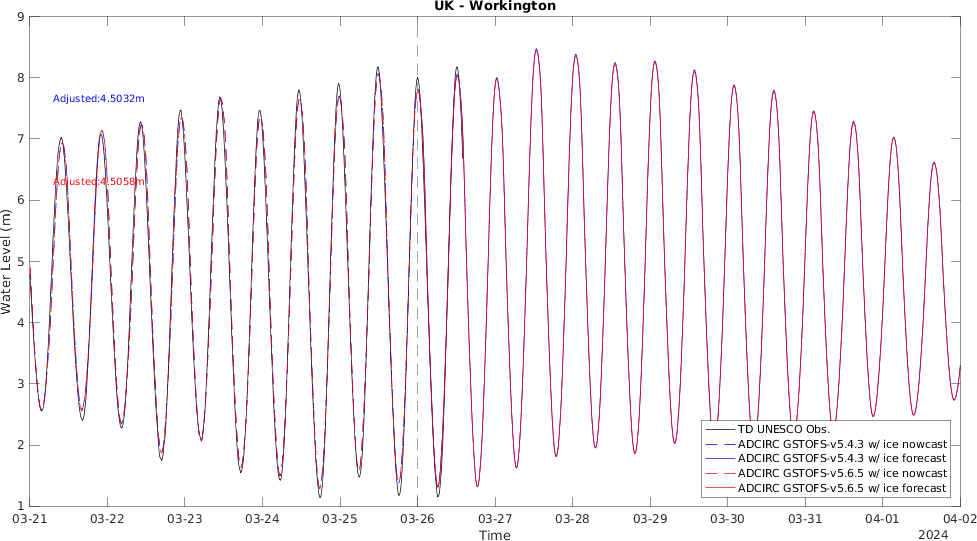 UK - Workington
9
8
7
6
5
4
3
2
1
Water Level (m)
Adjusted:4.5032m
Adjusted:4.5058m
TD UNESCO Obs.
ADCIRC GSTOFS-v5.4.3 w/ ice nowcast
ADCIRC GSTOFS-v5.4.3 w/ ice forecast
ADCIRC GSTOFS-v5.6.5 w/ ice nowcast
ADCIRC GSTOFS-v5.6.5 w/ ice forecast
03-21 03-22 03-23 03-24 03-25 03-26 03-27 03-28 03-29 03-30 03-31 04-01 04-02
Time
2024